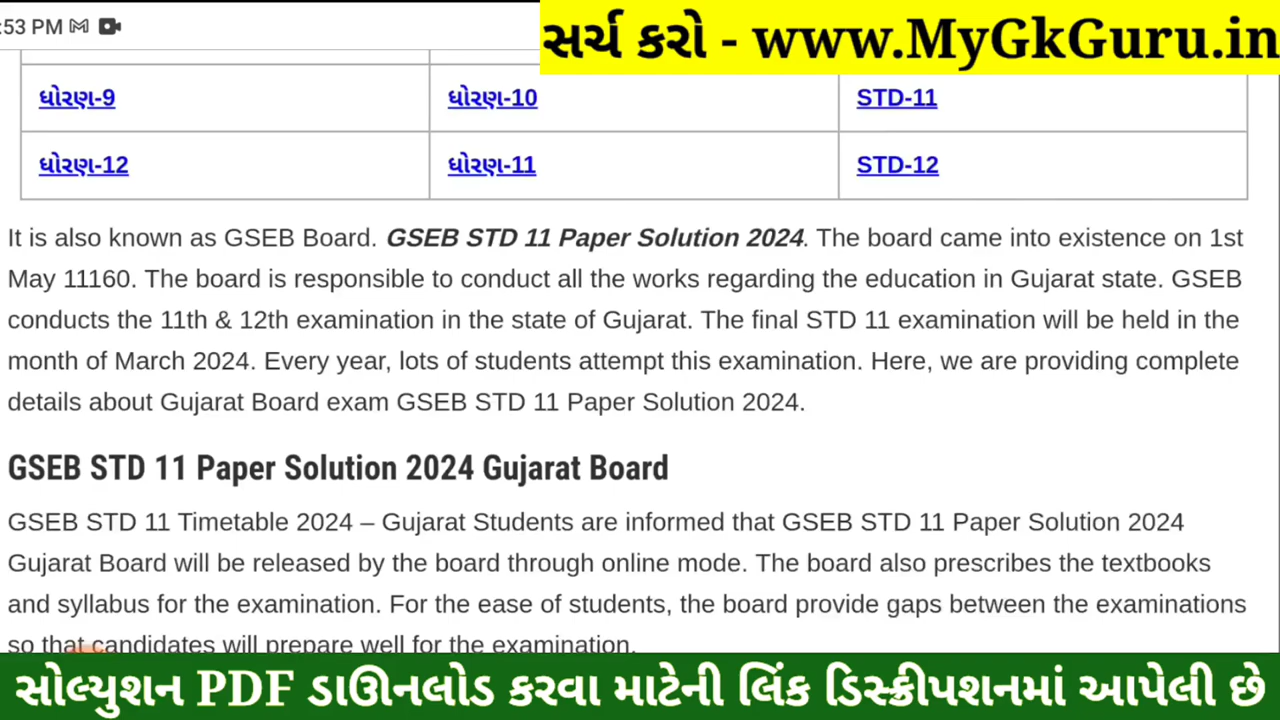 :53 PM
સર્ચ કરો - www.MyGkGuru.in
ધોરણ-9 ધોરણ-10 STD-11
ધોરણ-12 ધોરણ-11 STD-12
It is also known as GSEB Board. GSEB STD 11 Paper Solution 2024. The board came into existence on 1st
May 11160. The board is responsible to conduct all the works regarding the education in Gujarat state. GSEB
conducts the 11th & 12th examination in the state of Gujarat. The final STD 11 examination will be held in the
month of March 2024. Every year, lots of students attempt this examination. Here, we are providing complete
details about Gujarat Board exam GSEB STD 11 Paper Solution 2024.
GSEB STD 11 Paper Solution 2024 Gujarat Board
GSEB STD 11 Timetable 2024 – Gujarat Students are informed that GSEB STD 11 Paper Solution 2024
Gujarat Board will be released by the board through online mode. The board also prescribes the textbooks
and syllabus for the examination. For the ease of students, the board provide gaps between the examinations
so that candidates will prepare well for the examination.
સોલ્યુશન PDF ડાઊનલોડ કરવા માટેની લિંક ડિસ્ક્રીપશનમાં આપેલી છે